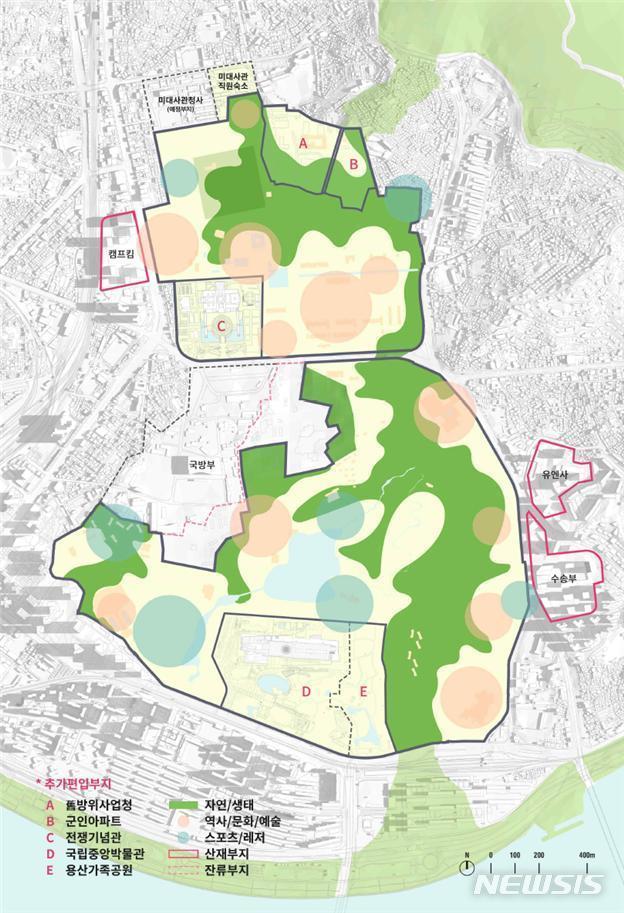 미대사관
직원숙소
미대사관청사
(예정부지)
A
B
캠프킴
C
국방부
유엔사
수송부
D
E
* 추가편입부지
A 舊방위사업청
B 군인아파트
C 전쟁기념관
D 국립중앙박물관
E 용산가족공원
자연/생태
역사/문화/예술
스포츠/레저
산재부지
잔류부지
N 0 100 200 400m
NEWSIS